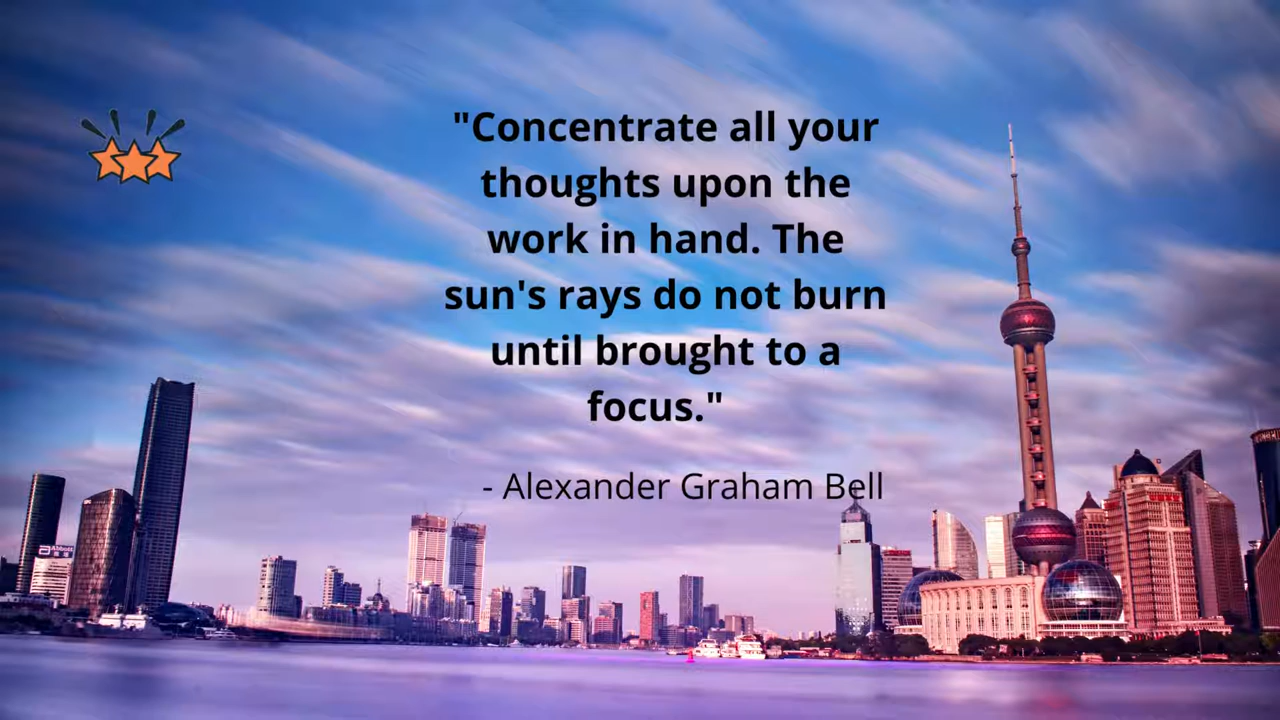 "Concentrate all your
thoughts upon the
work in hand. The
sun's rays do not burn
until brought to a
focus."
- Alexander Graham Bell
Abbott